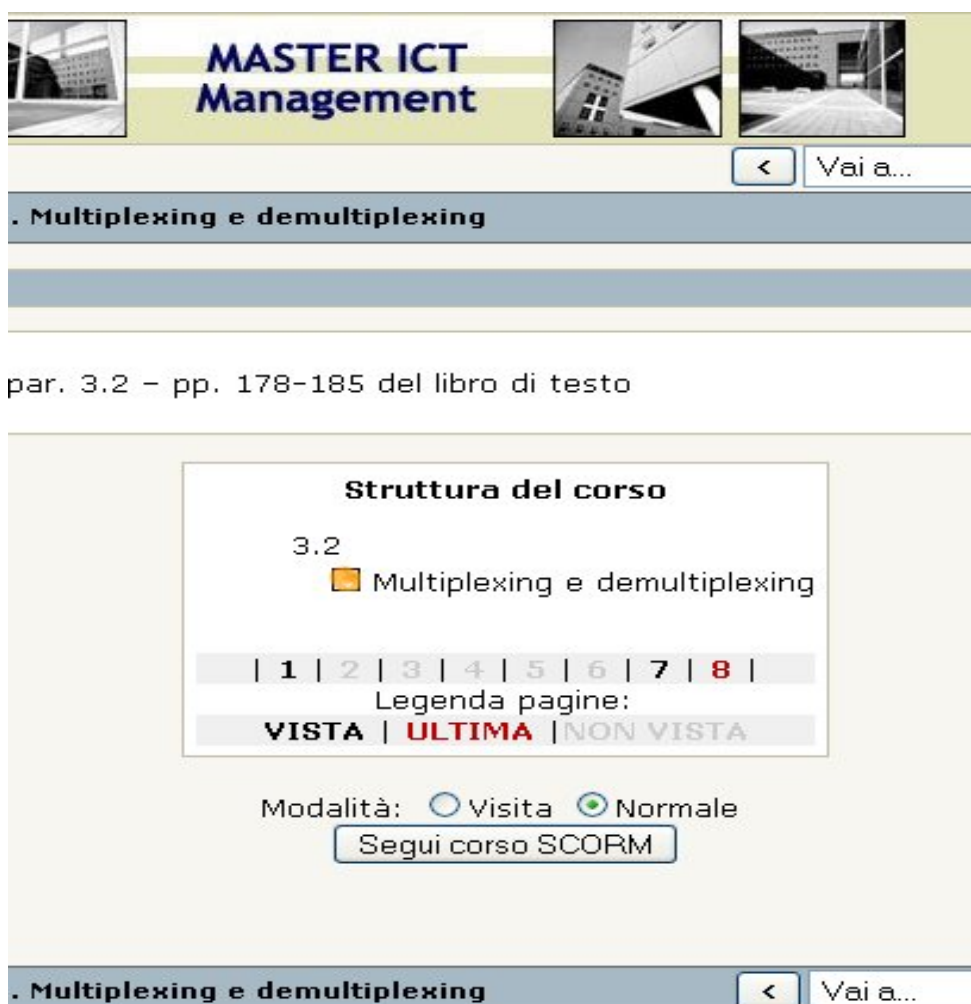 MASTER ICT
Management
< Vai a...
. Multiplexing e demultiplexing
par. 3.2 – pp. 178-185 del libro di testo
Struttura del corso
3.2
Multiplexing e demultiplexing
| 1 | 2 | 3 | 4 | 5 | 6 | 7 | 8 |
Legenda pagine:
VISTA | ULTIMA |NON VISTA
Modalità: Visita Normale
Segui corso SCORM
. Multiplexing e demultiplexing < Vai a...